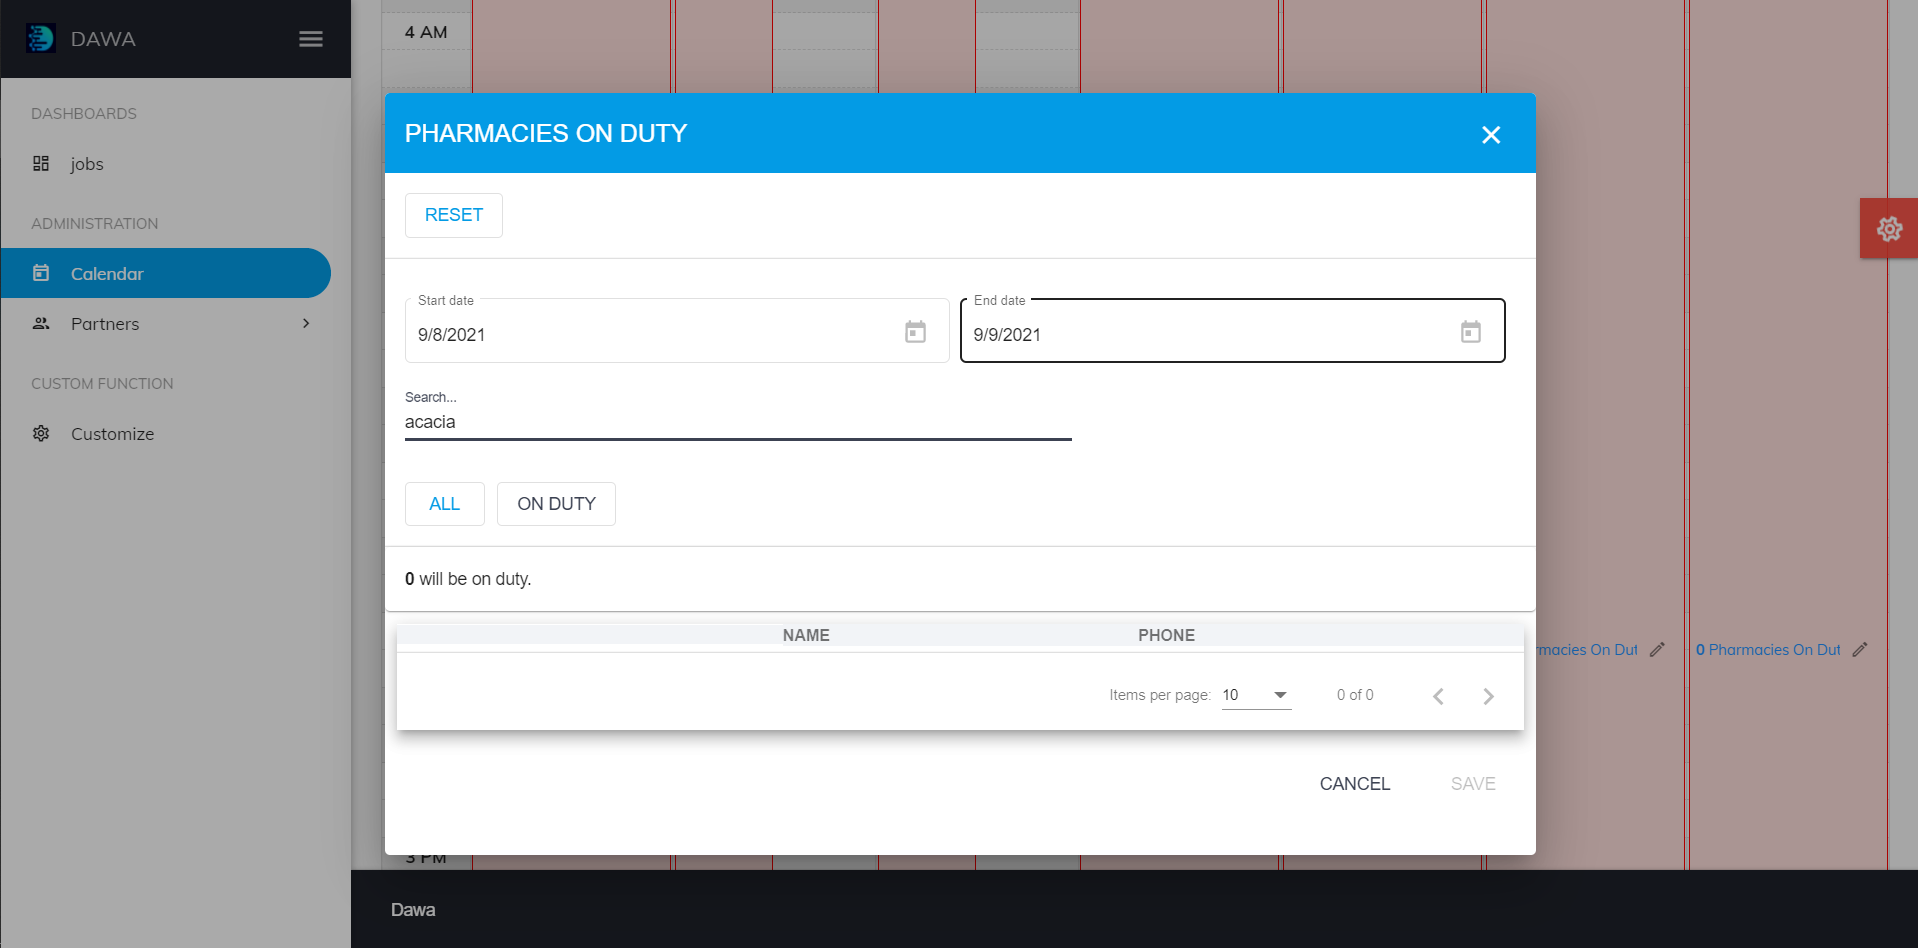 DAWA
DASHBOARDS
jobs
ADMINISTRATION
Calendar
Partners
CUSTOM FUNCTION
Customize
4 AM
PHARMACIES ON DUTY
RESET
Start date
9/8/2021
End date
9/9/2021
Search...
acacia
ALL
ON DUTY
0 will be on duty.
NAME PHONE
Items per page: 10 0 of 0
rmacies On Dut
0 Pharmacies On Dut
CANCEL SAVE
3 PM
Dawa